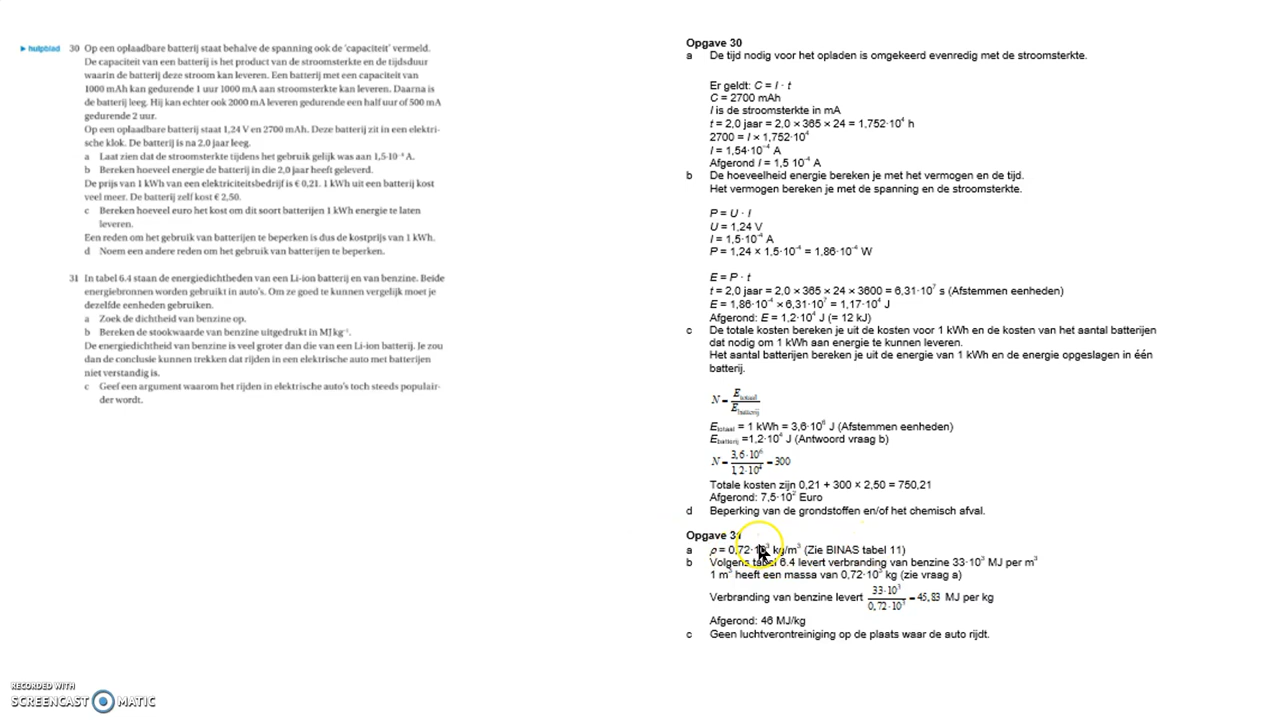 ▸ hulpblad 30 Op een oplaadbare batterij staat behalve de spanning ook de 'capaciteit' vermeld.
De capaciteit van een batterij is het product van de stroomsterkte en de tijdsduur
waarin de batterij deze stroom kan leveren. Een batterij met een capaciteit van
1000 mAh kan gedurende 1 uur 1000 mA aan stroomsterkte kan leveren. Daarna is
de batterij leeg. Hij kan echter ook 2000 mA leveren gedurende een half uur of 500 mA
gedurende 2 uur.
Op een oplaadbare batterij staat 1,24 V en 2700 mAh. Deze batterij zit in een elektri-
sche klok. De batterij is na 2,0 jaar leeg.
a Laat zien dat de stroomsterkte tijdens het gebruik gelijk was aan 1,5·10⁻⁴ A.
b Bereken hoeveel energie de batterij in die 2,0 jaar heeft geleverd.
De prijs van 1 kWh van een elektriciteitsbedrijf is € 0,21. 1 kWh uit een batterij kost
veel meer. De batterij zelf kost € 2,50.
c Bereken hoeveel euro het kost om dit soort batterijen 1 kWh energie te laten
leveren.
Een reden om het gebruik van batterijen te beperken is dus de kostprijs van 1 kWh.
d Noem een andere reden om het gebruik van batterijen te beperken.
31 In tabel 6.4 staan de energiedichtheden van een Li-ion batterij en van benzine. Beide
energiebronnen worden gebruikt in auto's. Om ze goed te kunnen vergelijk moet je
dezelfde eenheden gebruiken.
a Zoek de dichtheid van benzine op.
b Bereken de stookwaarde van benzine uitgedrukt in MJ kg⁻¹.
De energiedichtheid van benzine is veel groter dan die van een Li-ion batterij. Je zou
dan de conclusie kunnen trekken dat rijden in een elektrische auto met batterijen
niet verstandig is.
c Geef een argument waarom het rijden in elektrische auto's toch steeds populair-
der wordt.
Opgave 30
a De tijd nodig voor het opladen is omgekeerd evenredig met de stroomsterkte.
Er geldt: C = I · t
C = 2700 mAh
I is de stroomsterkte in mA
t = 2,0 jaar = 2,0 × 365 × 24 = 1,752·10⁴ h
2700 = I × 1,752·10⁴
I = 1,54·10⁻⁴ A
Afgerond I = 1,5 10⁻⁴ A
b De hoeveelheid energie bereken je met het vermogen en de tijd.
Het vermogen bereken je met de spanning en de stroomsterkte.
P = U · I
U = 1,24 V
I = 1,5·10⁻⁴ A
P = 1,24 × 1,5·10⁻⁴ = 1,86·10⁻⁴ W
E = P · t
t = 2,0 jaar = 2,0 × 365 × 24 × 3600 = 6,31·10⁷ s (Afstemmen eenheden)
E = 1,86·10⁻⁴ × 6,31·10⁷ = 1,17·10⁴ J
Afgerond: E = 1,2·10⁴ J (= 12 kJ)
c De totale kosten bereken je uit de kosten voor 1 kWh en de kosten van het aantal batterijen
dat nodig om 1 kWh aan energie te kunnen leveren.
Het aantal batterijen bereken je uit de energie van 1 kWh en de energie opgeslagen in één
batterij.
N = E totaal / E batterij
E totaal = 1 kWh = 3,6·10⁶ J (Afstemmen eenheden)
E batterij =1,2·10⁴ J (Antwoord vraag b)
N = 3,6·10⁶ / 1,2·10⁴ = 300
Totale kosten zijn 0,21 + 300 × 2,50 = 750,21
Afgerond: 7,5·10² Euro
d Beperking van de grondstoffen en/of het chemisch afval.
Opgave 31
a ρ = 0,72·10³ kg/m³ (Zie BINAS tabel 11)
b Volgens tabel 6.4 levert verbranding van benzine 33·10³ MJ per m³
1 m³ heeft een massa van 0,72·10³ kg (zie vraag a)
Verbranding van benzine levert 33·10³ / 0,72·10³ = 45,83 MJ per kg
Afgerond: 46 MJ/kg
c Geen luchtverontreiniging op de plaats waar de auto rijdt.
RECORDED WITH
SCREENCAST MATIC